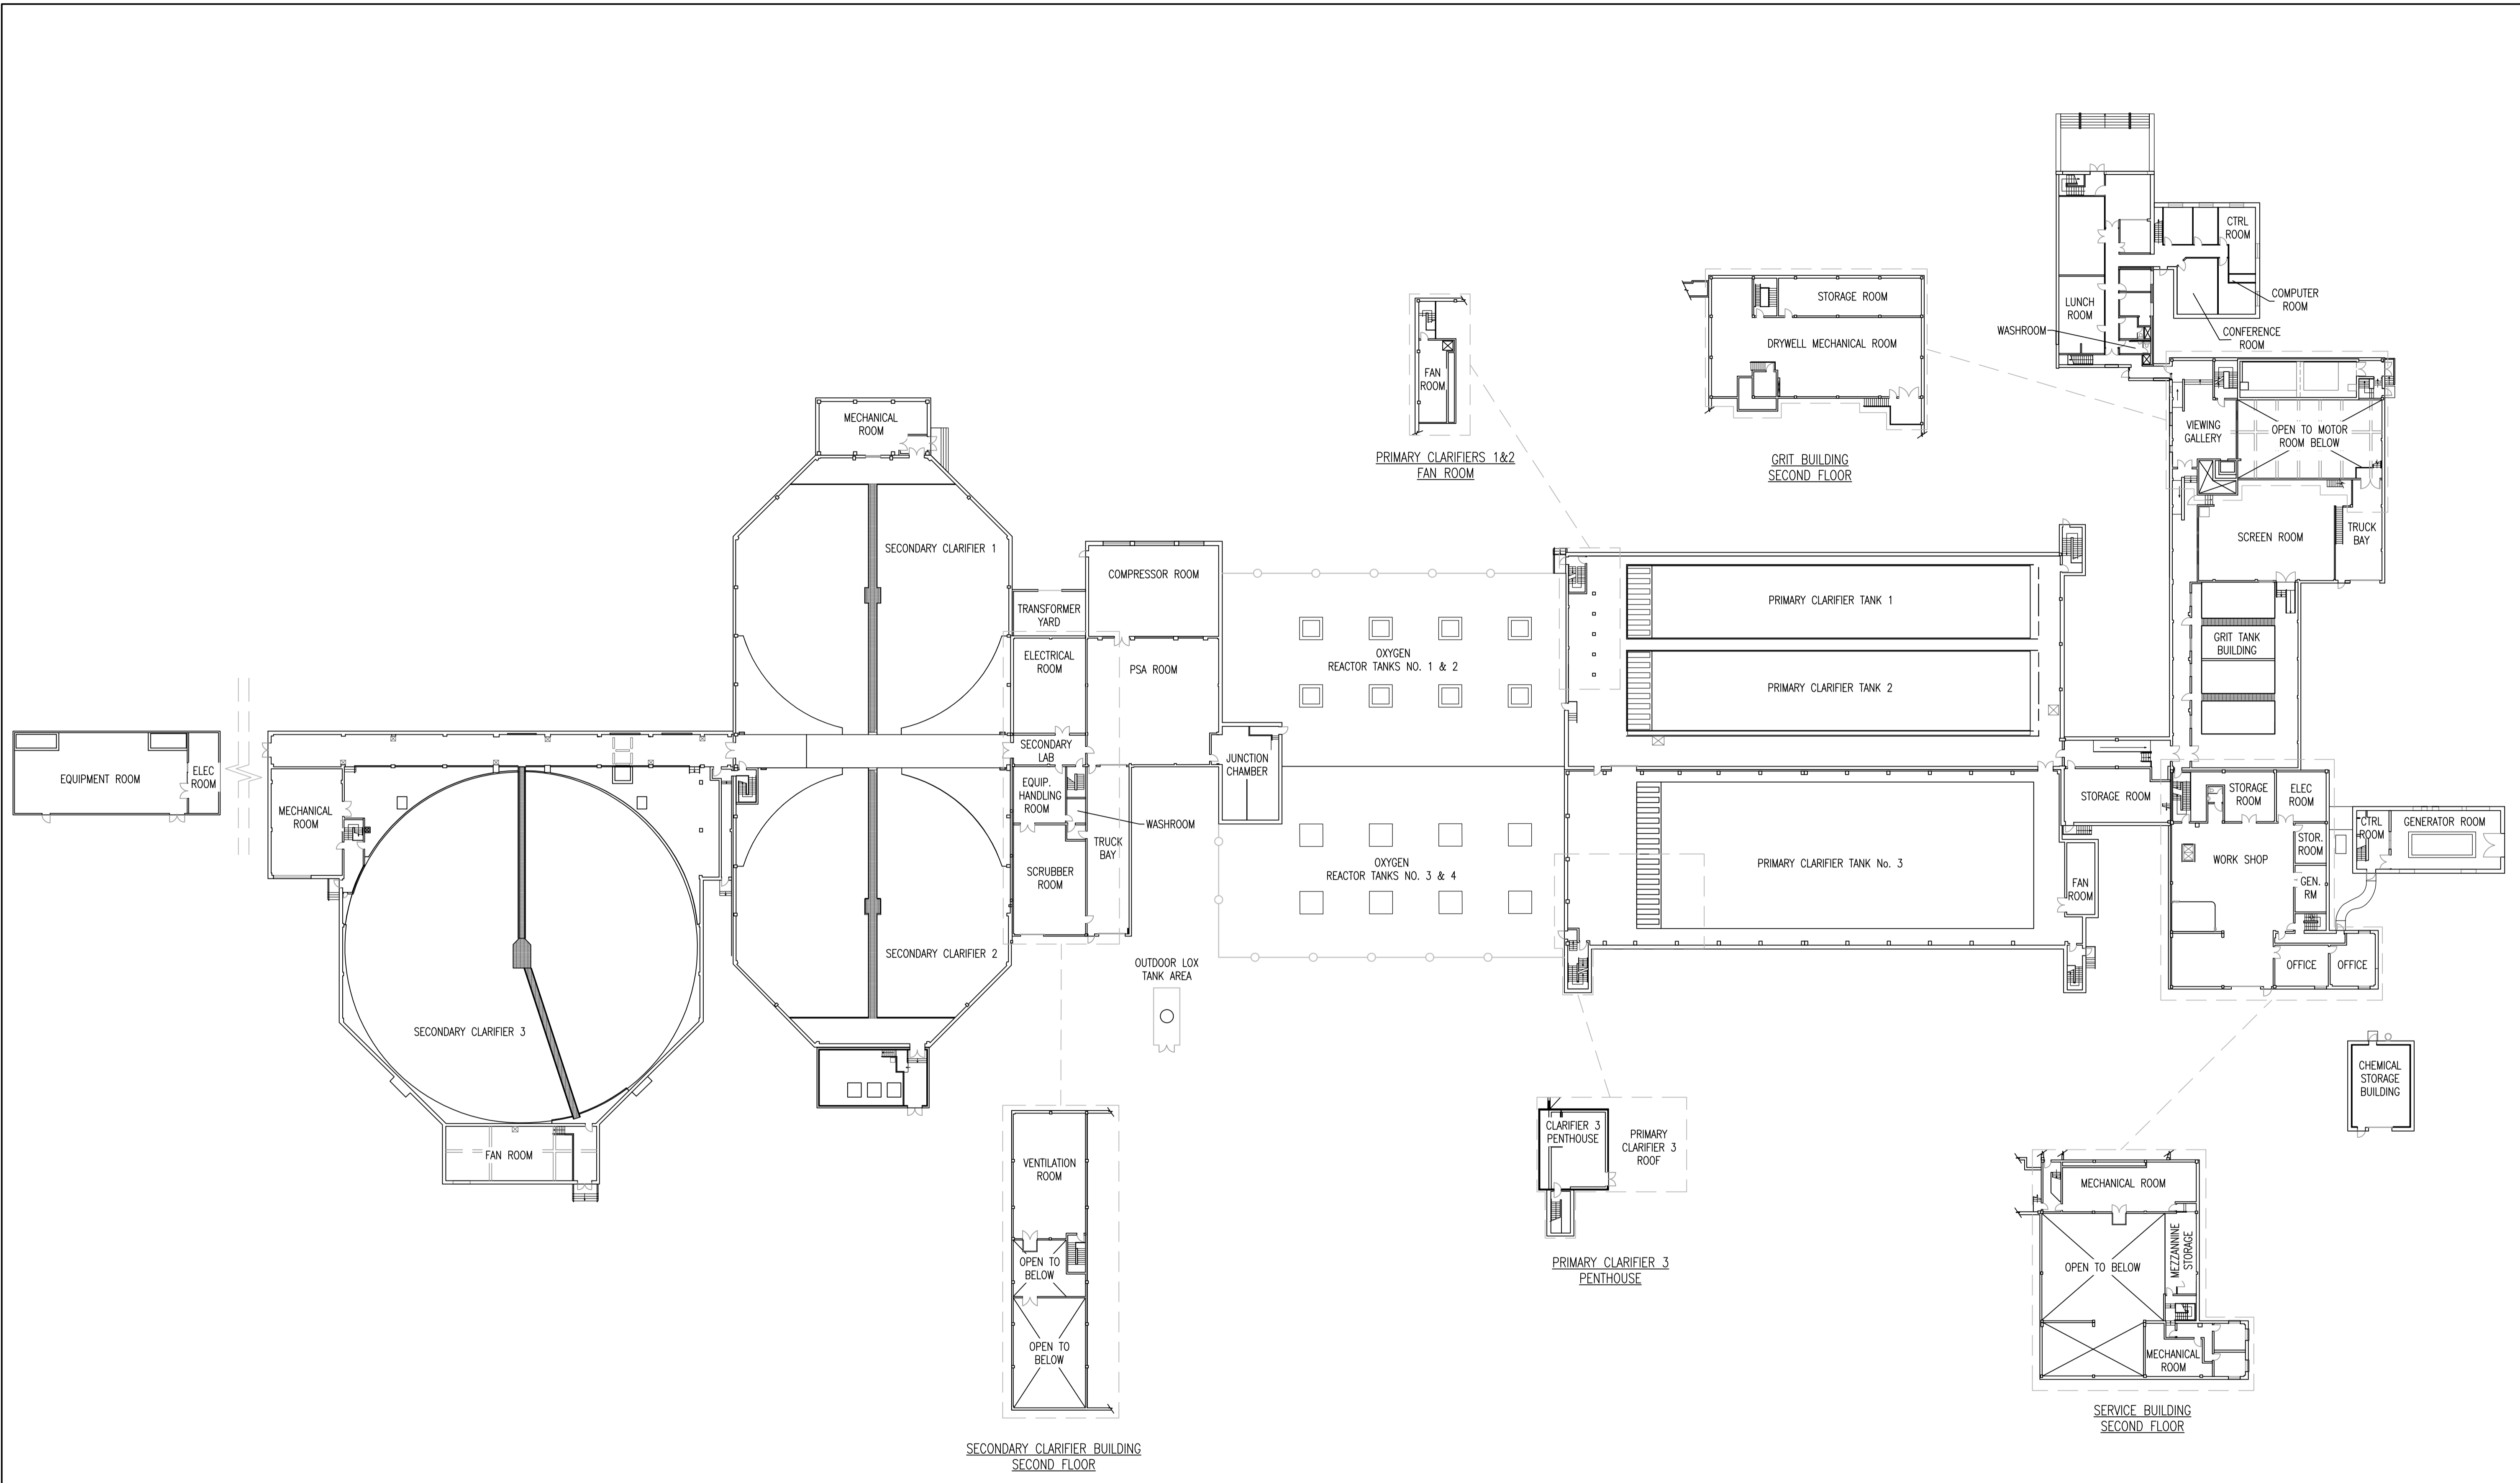 CTRL
ROOM
COMPUTER
ROOM
LUNCH
ROOM
CONFERENCE
ROOM
WASHROOM
STORAGE ROOM
DRYWELL MECHANICAL ROOM
GRIT BUILDING
SECOND FLOOR
FAN
ROOM
PRIMARY CLARIFIERS 1&2
FAN ROOM
VIEWING
GALLERY
OPEN TO MOTOR
ROOM BELOW
SCREEN ROOM
TRUCK
BAY
GRIT TANK
BUILDING
MECHANICAL
ROOM
SECONDARY CLARIFIER 1
COMPRESSOR ROOM
TRANSFORMER
YARD
ELECTRICAL
ROOM
PSA ROOM
OXYGEN
REACTOR TANKS NO. 1 & 2
PRIMARY CLARIFIER TANK 1
PRIMARY CLARIFIER TANK 2
EQUIPMENT ROOM
ELEC
ROOM
MECHANICAL
ROOM
SECONDARY
LAB
EQUIP.
HANDLING
ROOM
JUNCTION
CHAMBER
WASHROOM
TRUCK
BAY
SCRUBBER
ROOM
OXYGEN
REACTOR TANKS NO. 3 & 4
PRIMARY CLARIFIER TANK No. 3
STORAGE ROOM
FAN
ROOM
STORAGE
ROOM
ELEC
ROOM
STOR.
ROOM
WORK SHOP
GEN.
RM
CTRL
ROOM
GENERATOR ROOM
OFFICE
OFFICE
SECONDARY CLARIFIER 2
OUTDOOR LOX
TANK AREA
SECONDARY CLARIFIER 3
FAN ROOM
CHEMICAL
STORAGE
BUILDING
VENTILATION
ROOM
OPEN TO
BELOW
OPEN TO
BELOW
SECONDARY CLARIFIER BUILDING
SECOND FLOOR
CLARIFIER 3
PENTHOUSE
PRIMARY
CLARIFIER 3
ROOF
PRIMARY CLARIFIER 3
PENTHOUSE
MECHANICAL ROOM
MEZZANNINE
STORAGE
OPEN TO BELOW
MECHANICAL
ROOM
SERVICE BUILDING
SECOND FLOOR